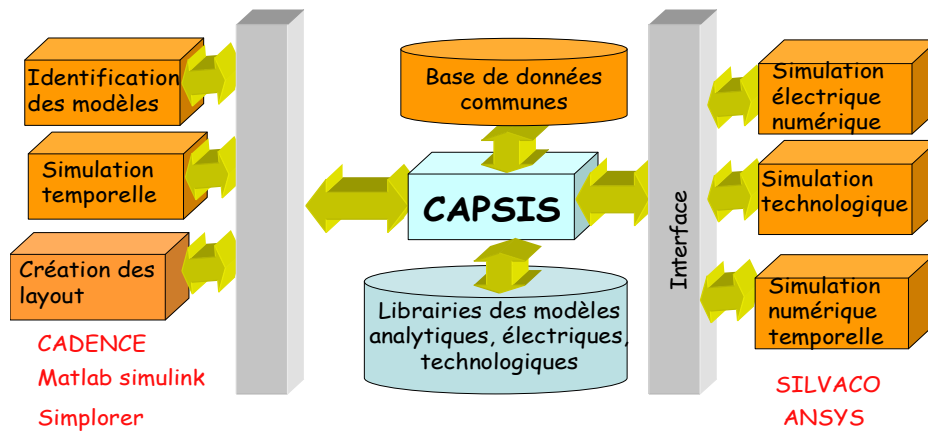 Identification
des modèles
Simulation
temporelle
Création des
layout
CADENCE
Matlab simulink
Simplorer
Base de données
communes
CAPSIS
Librairies des modèles
analytiques, électriques,
technologiques
Interface
Simulation
électrique
numérique
Simulation
technologique
Simulation
numérique
temporelle
SILVACO
ANSYS